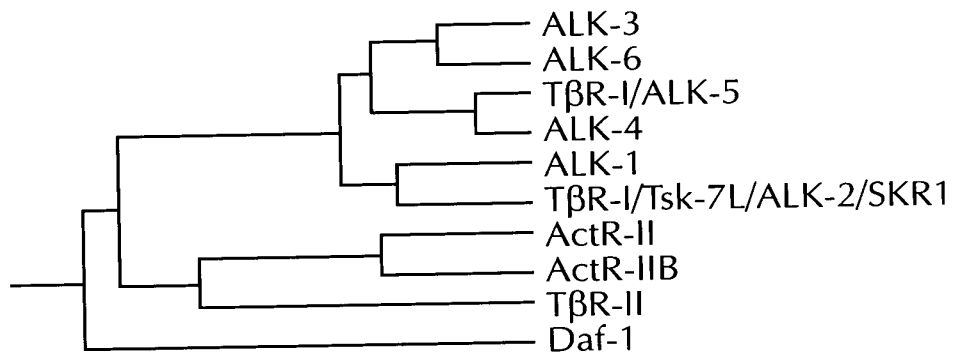 ALK-3
ALK-6
TβR-I/ALK-5
ALK-4
ALK-1
TβR-I/Tsk-7L/ALK-2/SKR1
ActR-II
ActR-IIB
TβR-II
Daf-1